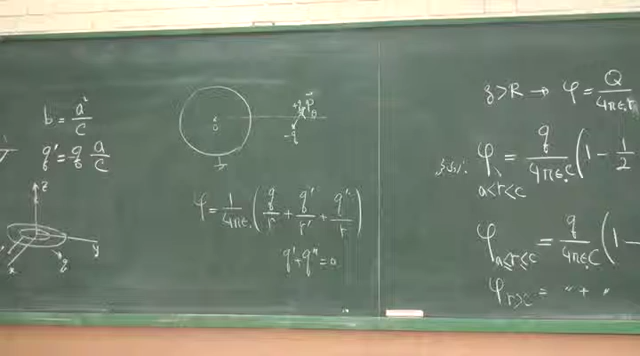 b = a²/c
q' = q a/c
z
y
x
q
+q P
-q
φ = 1/4πε₀ (q/r + q'/r' + q''/r)
q' + q'' = 0
z > R → φ = Q/4πε₀r
φ a<r<c = q/4πε₀c (1 - 1/2
φ a≤r≤c = q/4πε₀c (1 -
φ r>c = " + "